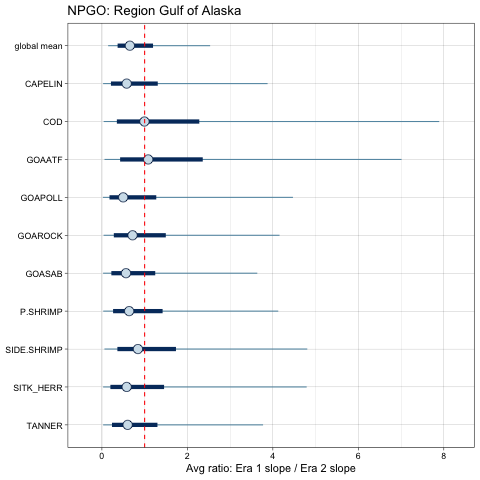 NPGO: Region Gulf of Alaska
global mean
CAPELIN
COD
GOAATF
GOAPOLL
GOAROCK
GOASAB
P.SHRIMP
SIDE.SHRIMP
SITK_HERR
TANNER
0 2 4 6 8
Avg ratio: Era 1 slope / Era 2 slope